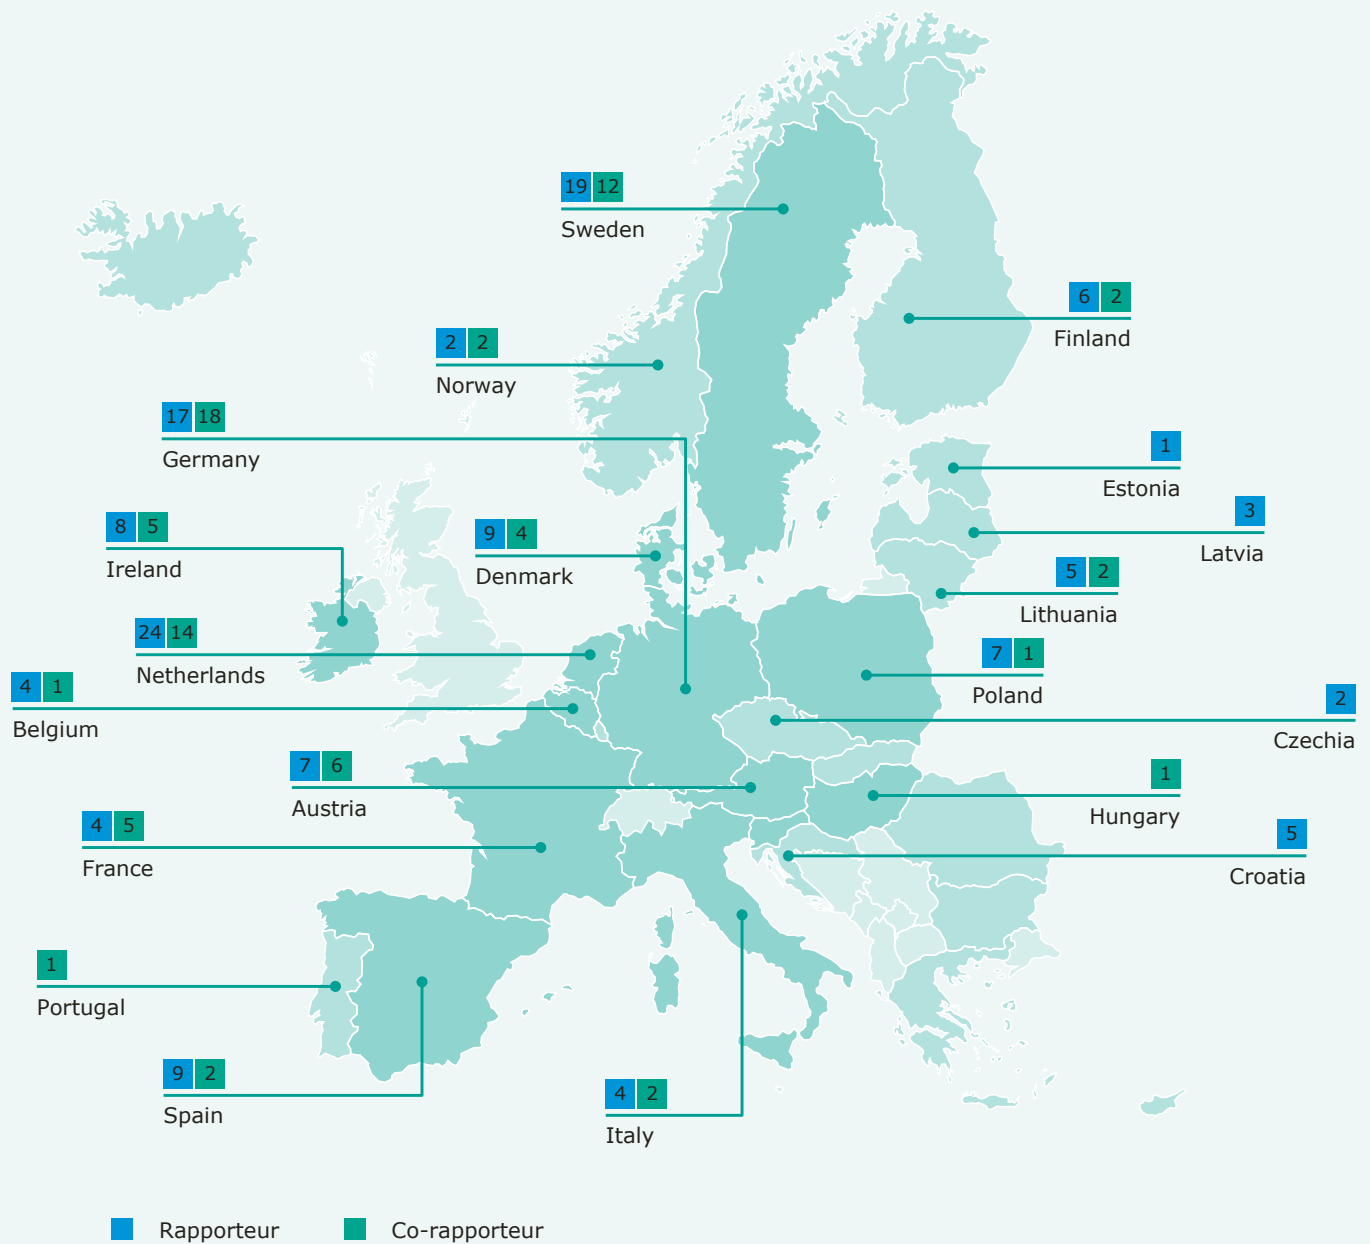 19 12
Sweden
6 2
Finland
2 2
Norway
17 18
Germany
1
Estonia
3
Latvia
8 5
Ireland
9 4
Denmark
5 2
Lithuania
24 14
Netherlands
7 1
Poland
4 1
Belgium
2
Czechia
7 6
Austria
1
Hungary
4 5
France
5
Croatia
1
Portugal
9 2
Spain
4 2
Italy
Rapporteur Co-rapporteur